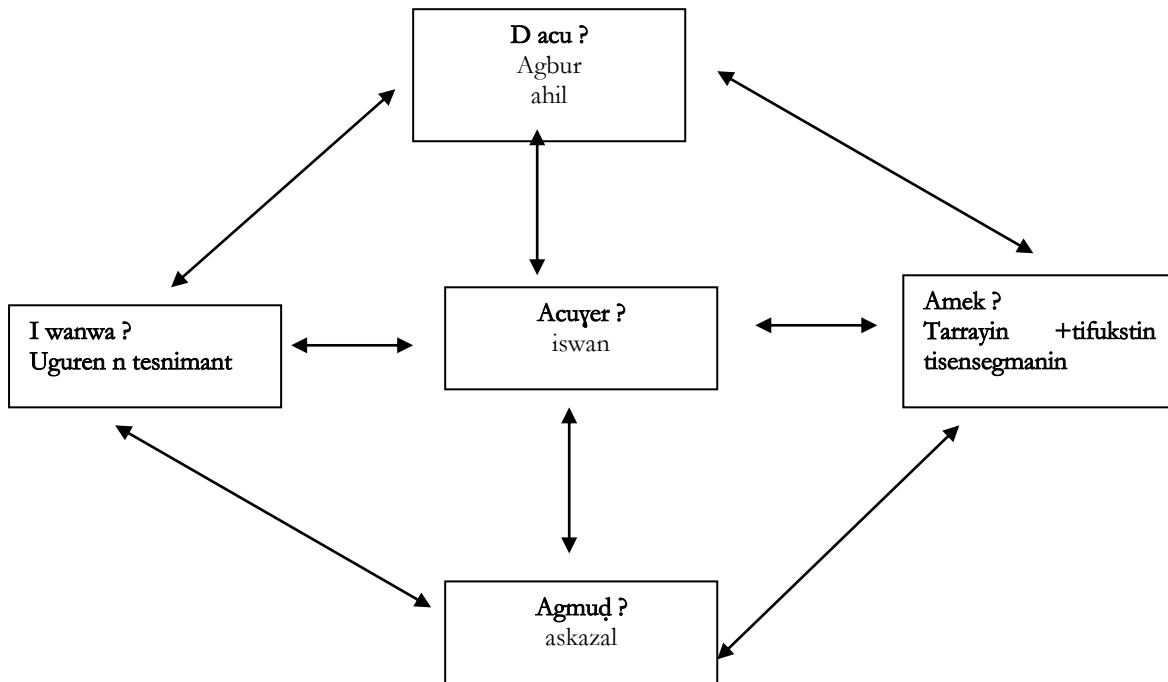 D acu ?
Agbur
ahil
I wanwa ?
Uguren n tesnimant
Acuɣer ?
iswan
Amek ?
Tarrayin +tifukstin
tisensegmanin
Agmuḍ ?
askazal